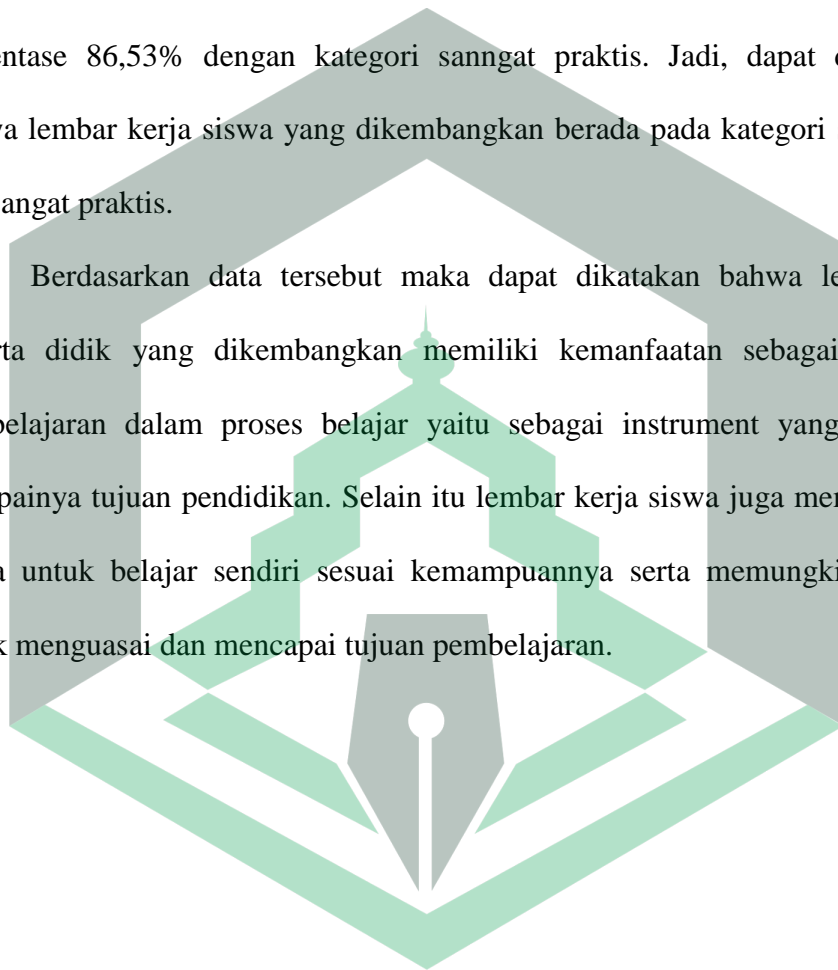 entase 86,53% dengan kategori sanngat praktis. Jadi, dapat
a lembar kerja siswa yang dikembangkan berada pada kategori
angat praktis.
Berdasarkan data tersebut maka dapat dikatakan bahwa
ta didik yang dikembangkan memiliki kemanfaatan sebagai
belajaran dalam proses belajar yaitu sebagai instrument yang
painya tujuan pendidikan. Selain itu lembar kerja siswa juga
untuk belajar sendiri sesuai kemampuannya serta
menguasai dan mencapai tujuan pembelajaran.